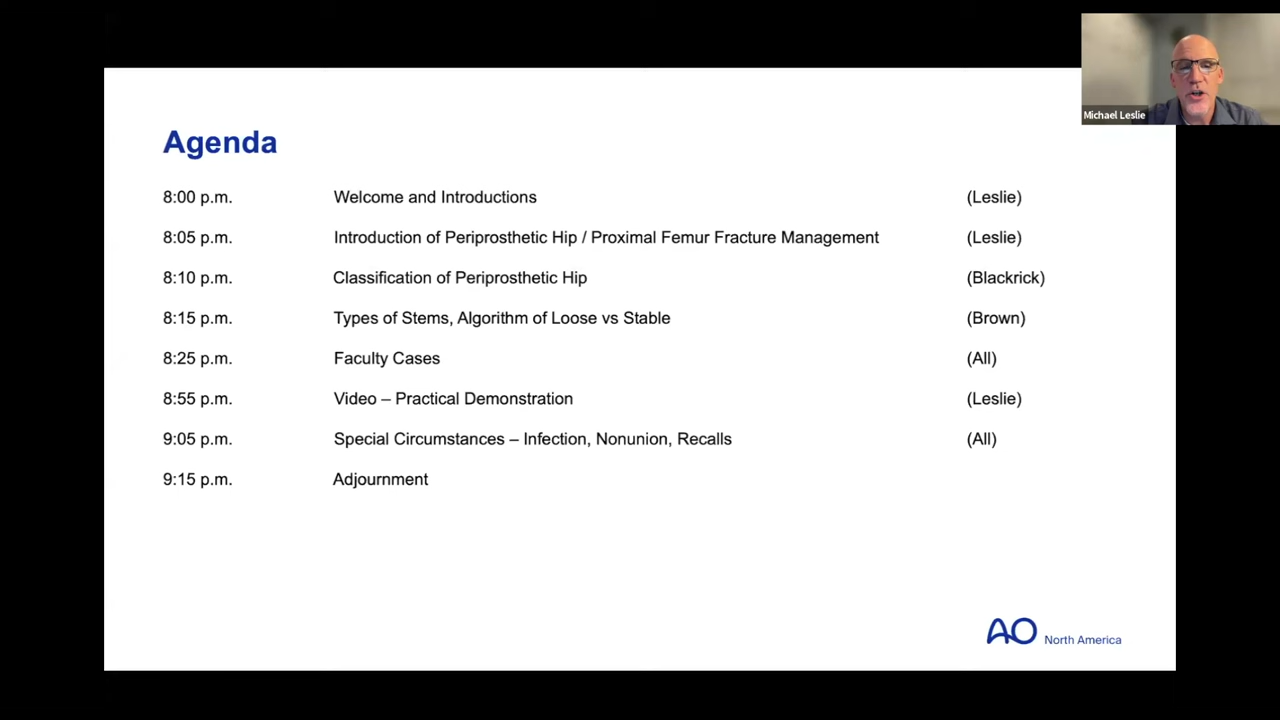 Michael Leslie
Agenda
8:00 p.m. Welcome and Introductions (Leslie)
8:05 p.m. Introduction of Periprosthetic Hip / Proximal Femur Fracture Management (Leslie)
8:10 p.m. Classification of Periprosthetic Hip (Blackrick)
8:15 p.m. Types of Stems, Algorithm of Loose vs Stable (Brown)
8:25 p.m. Faculty Cases (All)
8:55 p.m. Video – Practical Demonstration (Leslie)
9:05 p.m. Special Circumstances – Infection, Nonunion, Recalls (All)
9:15 p.m. Adjournment
AO North America